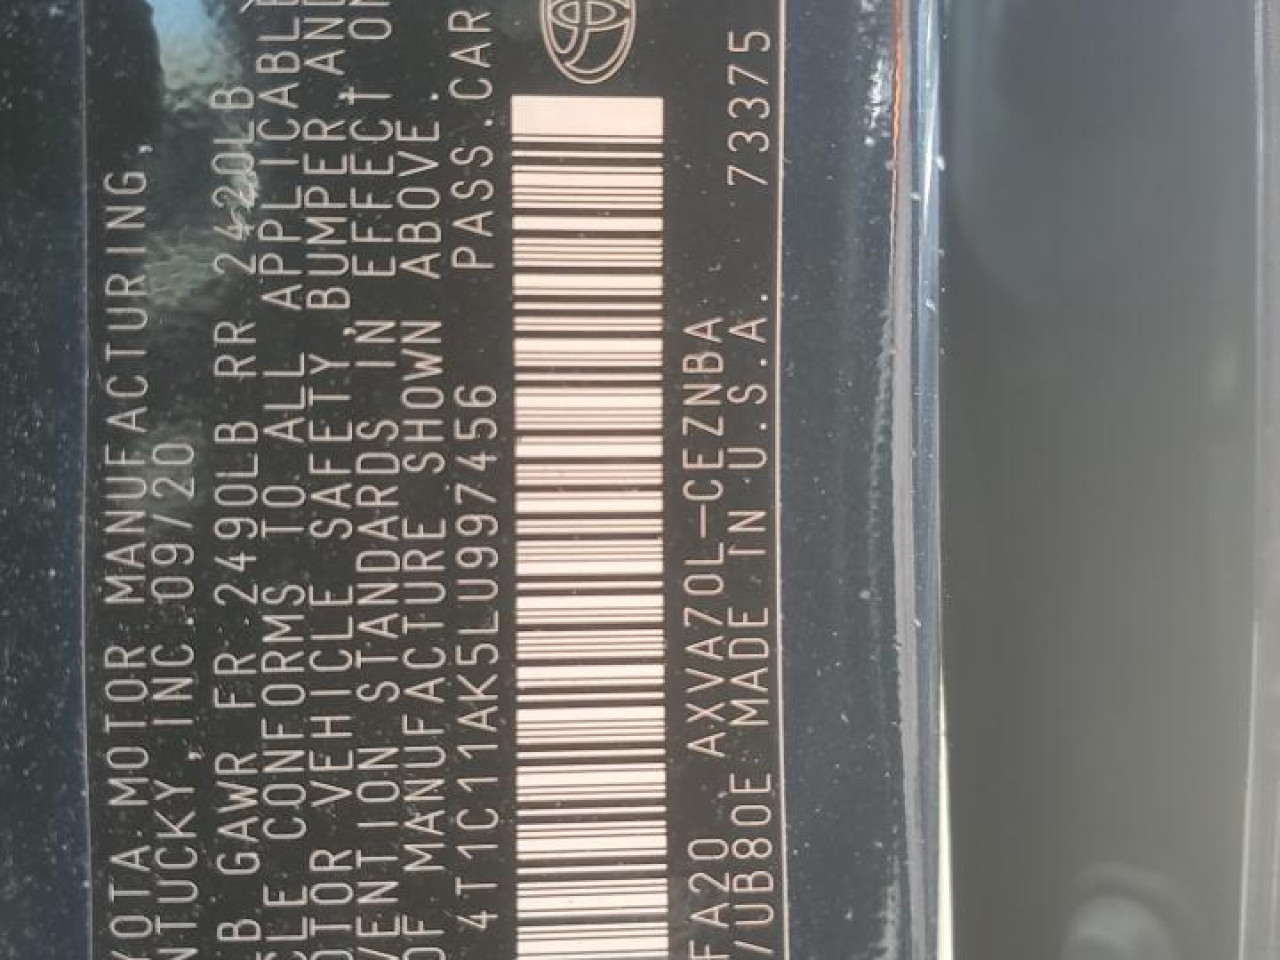 YOTA MOTOR MANUFACTURING,
NTUCKY,INC.09/20
GAWR FR 2490LB RR 2420LB
CLE CONFORMS TO ALL APPLICABLE
OTOR VEHICLE SAFETY,BUMPER,AND
VENTION STANDARDS IN EFFECT ON
OF MANUFACTURE SHOWN ABOVE.
4T1C11AK5LU997456 PASS.CAR
FA20 AXVA70L-CEZNBA
/UB80E MADE IN U.S.A. 73375